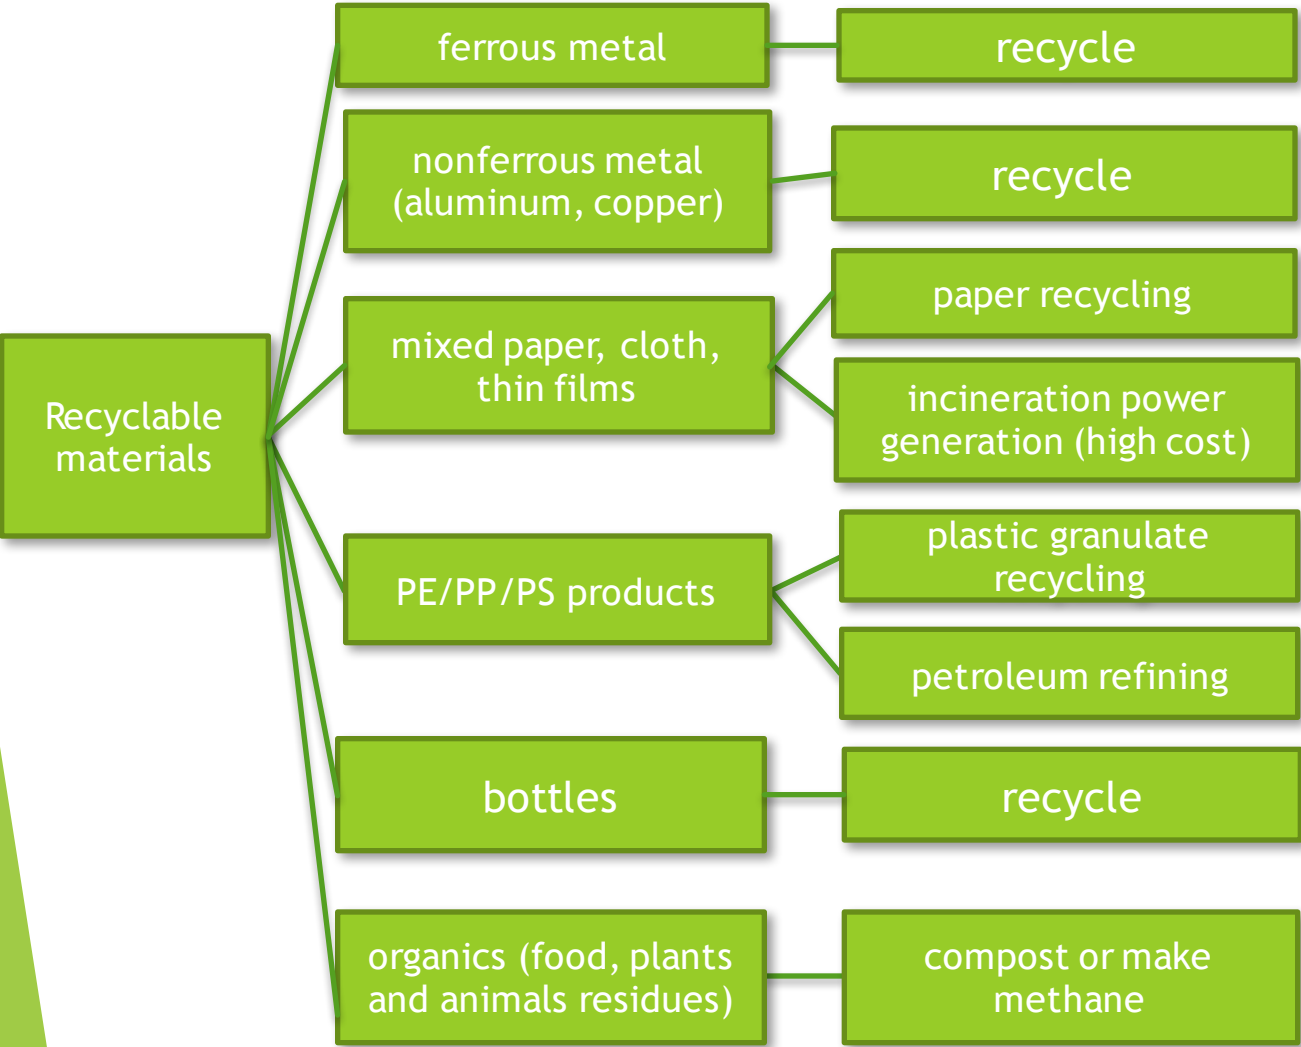 Recyclable
materials
ferrous metal
recycle
nonferrous metal
(aluminum, copper)
recycle
mixed paper, cloth,
thin films
paper recycling
incineration power
generation (high cost)
PE/PP/PS products
plastic granulate
recycling
petroleum refining
bottles
recycle
organics (food, plants
and animals residues)
compost or make
methane